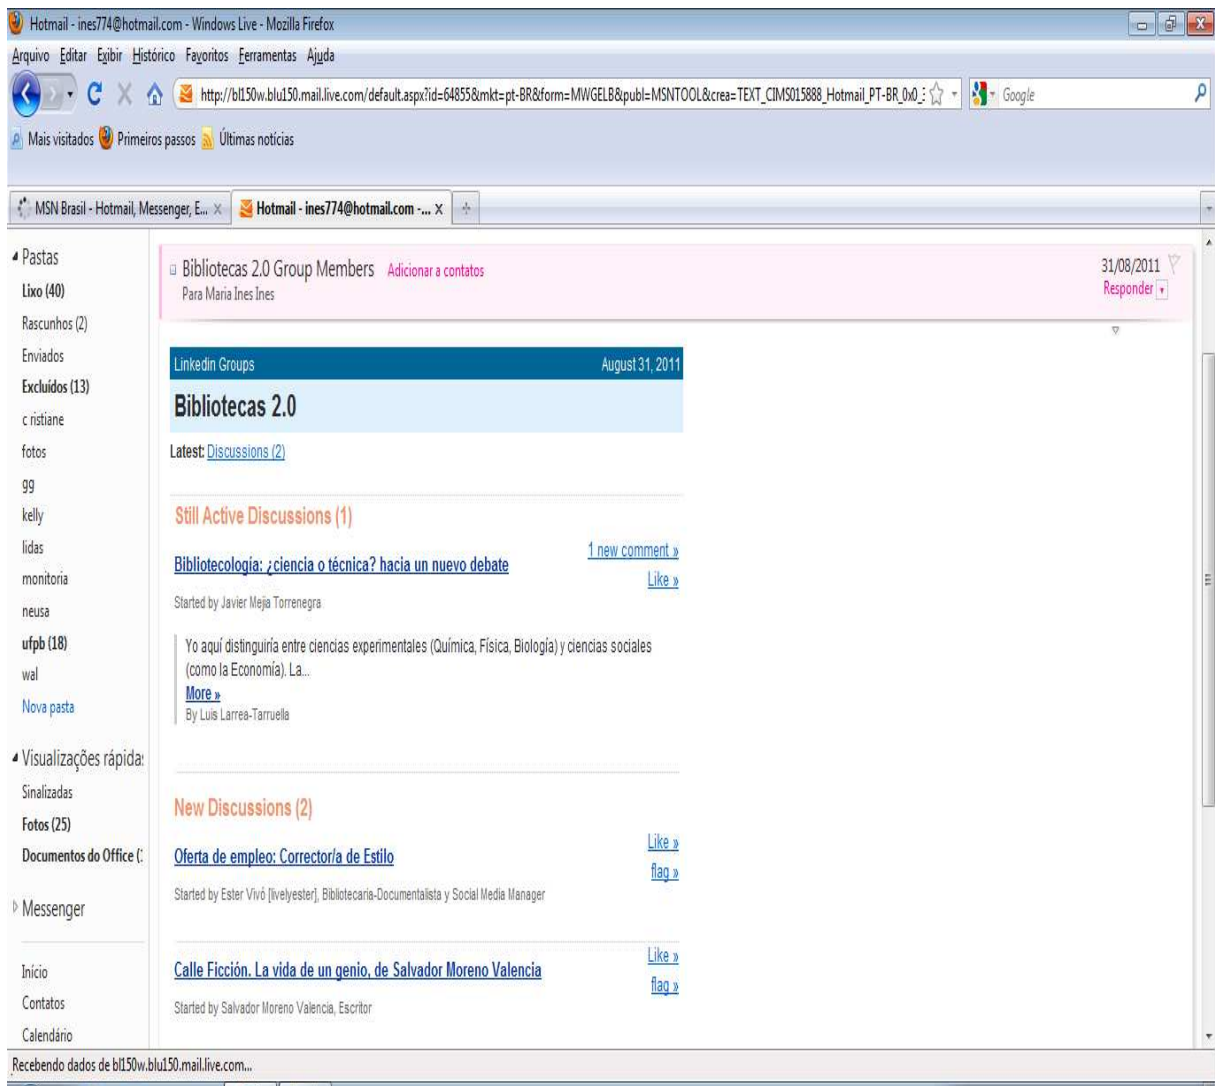 Hotmail - ines774@hotmail.com - Windows Live - Mozilla Firefox
Arquivo Editar Exibir Histórico Favoritos Ferramentas Ajuda
http://bl150w.blu150.mail.live.com/default.aspx?id=64855&mkt=pt-BR&form=MWGELB&publ=MSNTOOL&crea=TEXT_CIMS015888_Hotmail_PT-BR_0x0_
Google
Mais visitados Primeiros passos Últimas notícias
MSN Brasil - Hotmail, Messenger, E... Hotmail - ines774@hotmail.com -...
Pastas
Lixo (40)
Rascunhos (2)
Enviados
Excluídos (13)
c ristiane
fotos
gg
kelly
lidas
monitoria
neusa
ufpb (18)
wal
Nova pasta
Visualizações rápida
Sinalizadas
Fotos (25)
Documentos do Office (
Messenger
Início
Contatos
Calendário
Bibliotecas 2.0 Group Members Adicionar a contatos
31/08/2011
Para Maria Ines Ines
Responder
Linkedin Groups August 31, 2011
Bibliotecas 2.0
Latest: Discussions (2)
Still Active Discussions (1)
1 new comment »
Bibliotecología: ¿ciencia o técnica? hacia un nuevo debate
Like »
Started by Javier Mejia Torrenegra
Yo aquí distinguiría entre ciencias experimentales (Química, Física, Biología) y ciencias sociales
(como la Economía). La...
More »
By Luis Larrea-Tarruella
New Discussions (2)
Like »
Oferta de empleo: Corrector/a de Estilo
flag »
Started by Ester Vivó [livelyester], Bibliotecaria-Documentalista y Social Media Manager
Like »
Calle Ficción. La vida de un genio, de Salvador Moreno Valencia
flag »
Started by Salvador Moreno Valencia, Escritor
Recebendo dados de bl150w.blu150.mail.live.com...